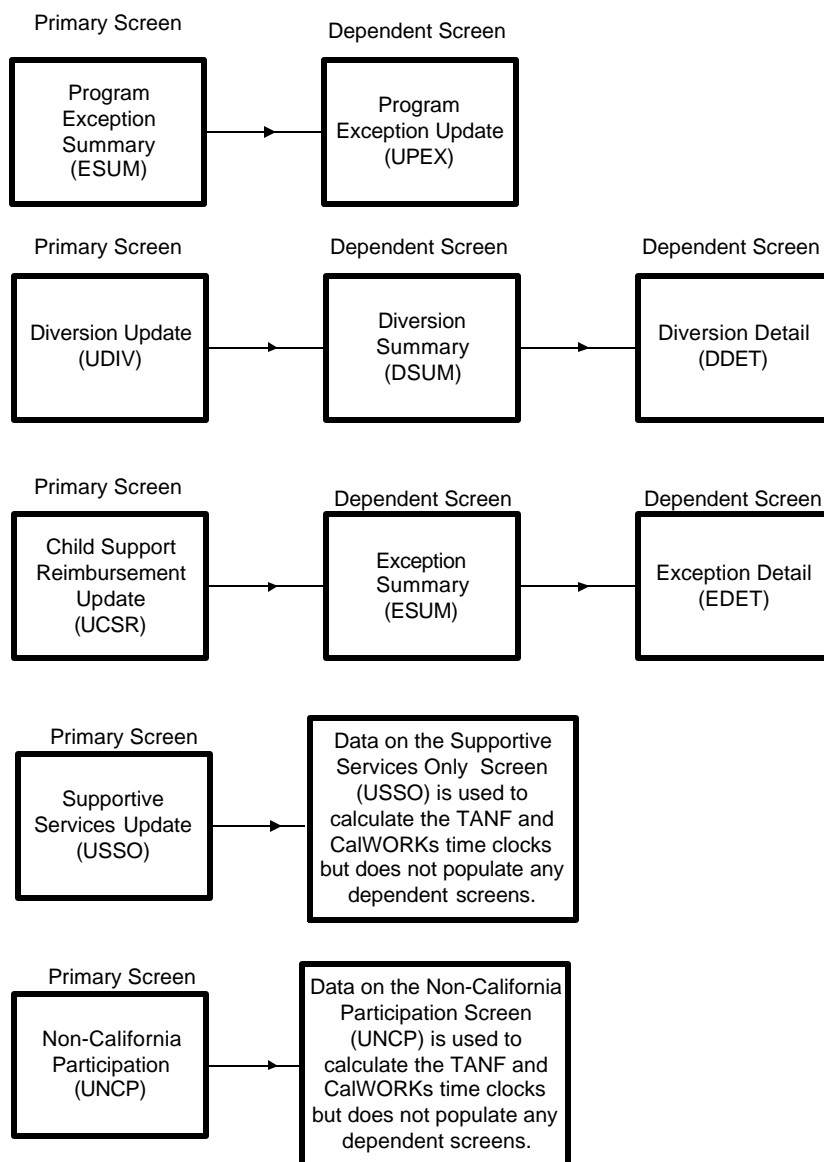 Primary Screen
Dependent Screen
Program
Exception
Summary
(ESUM)
Program
Exception Update
(UPEX)
Primary Screen
Dependent Screen
Dependent Screen
Diversion Update
(UDIV)
Diversion
Summary
(DSUM)
Diversion Detail
(DDET)
Primary Screen
Dependent Screen
Dependent Screen
Child Support
Reimbursement
Update
(UCSR)
Exception
Summary
(ESUM)
Exception Detail
(EDET)
Primary Screen
Supportive
Services Update
(USSO)
Data on the Supportive
Services Only Screen
(USSO) is used to
calculate the TANF and
CalWORKs time clocks
but does not populate any
dependent screens.
Primary Screen
Non-California
Participation
(UNCP)
Data on the Non-California
Participation Screen
(UNCP) is used to
calculate the TANF and
CalWORKs time clocks
but does not populate any
dependent screens.